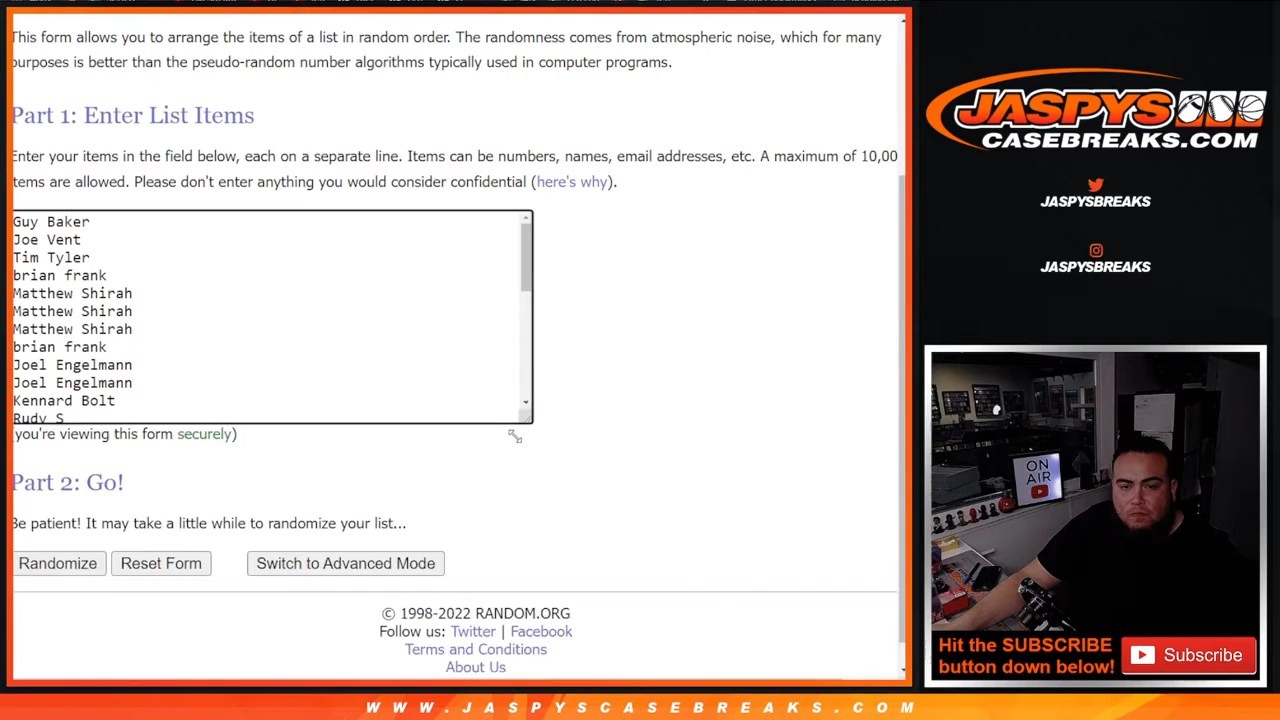 This form allows you to arrange the items of a list in random order. The randomness comes from atmospheric noise, which for many
purposes is better than the pseudo-random number algorithms typically used in computer programs.
Part 1: Enter List Items
Enter your items in the field below, each on a separate line. Items can be numbers, names, email addresses, etc. A maximum of 10,00
items are allowed. Please don't enter anything you would consider confidential (here's why).
Guy Baker
Joe Vent
Tim Tyler
brian frank
Matthew Shirah
Matthew Shirah
Matthew Shirah
brian frank
Joel Engelmann
Joel Engelmann
Kennard Bolt
Rudy S
(you're viewing this form securely)
Part 2: Go!
Be patient! It may take a little while to randomize your list...
Randomize Reset Form Switch to Advanced Mode
© 1998-2022 RANDOM.ORG
Follow us: Twitter | Facebook
Terms and Conditions
About Us
JASPYS
CASEBREAKS.COM
JASPYSBREAKS
JASPYSBREAKS
ON
AIR
Hit the SUBSCRIBE
button down below!
Subscribe
WWW.JASPYSCASEBREAKS.COM